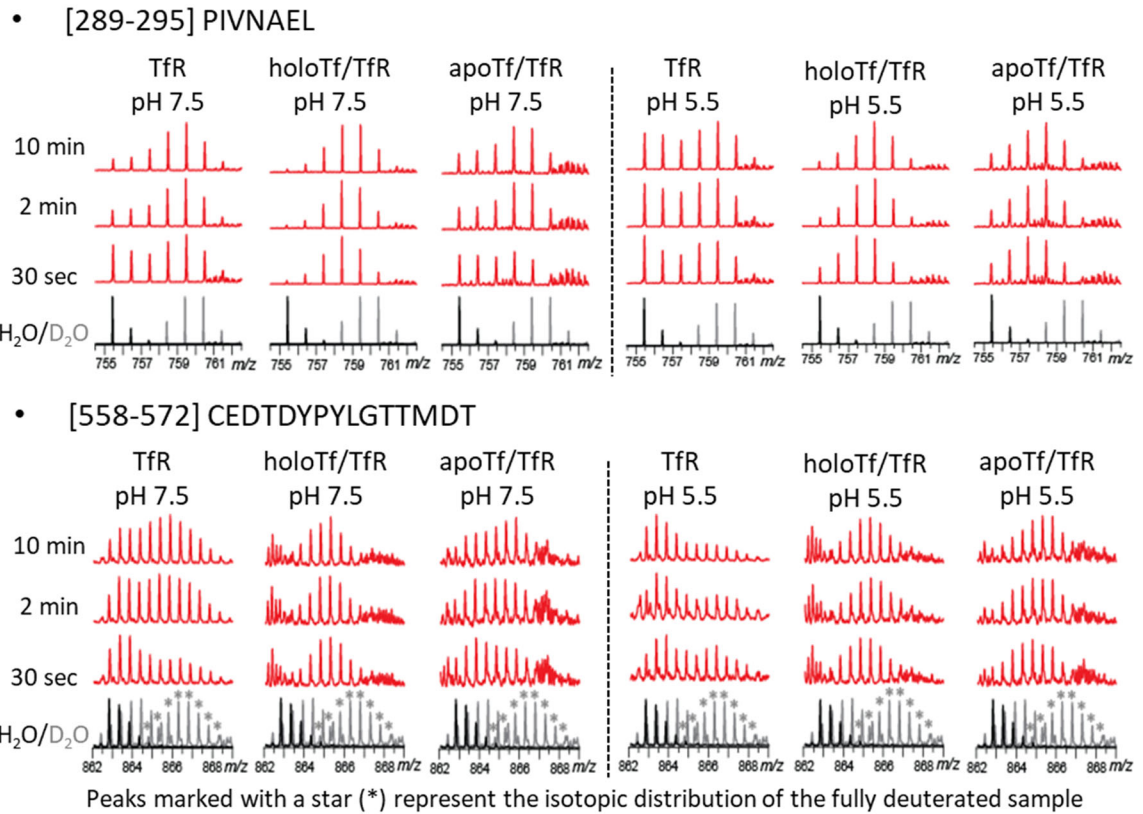 • [289-295] PIVNAEL
TfR holoTf/TfR apoTf/TfR TfR holoTf/TfR apoTf/TfR
pH 7.5 pH 7.5 pH 7.5 pH 5.5 pH 5.5 pH 5.5
10 min
2 min
30 sec
H₂O/D₂O
755 757 759 761 m/z 755 757 759 761 m/z 755 757 759 761 m/z 755 757 759 761 m/z 755 757 759 761 m/z 755 757 759 761 m/z
• [558-572] CEDTDYPYLGTTMDT
TfR holoTf/TfR apoTf/TfR TfR holoTf/TfR apoTf/TfR
pH 7.5 pH 7.5 pH 7.5 pH 5.5 pH 5.5 pH 5.5
10 min
2 min
30 sec
H₂O/D₂O
862 864 866 868 m/z 862 864 866 868 m/z 862 864 866 868 m/z 862 864 866 868 m/z 862 864 866 868 m/z 862 864 866 868 m/z
Peaks marked with a star (*) represent the isotopic distribution of the fully deuterated sample